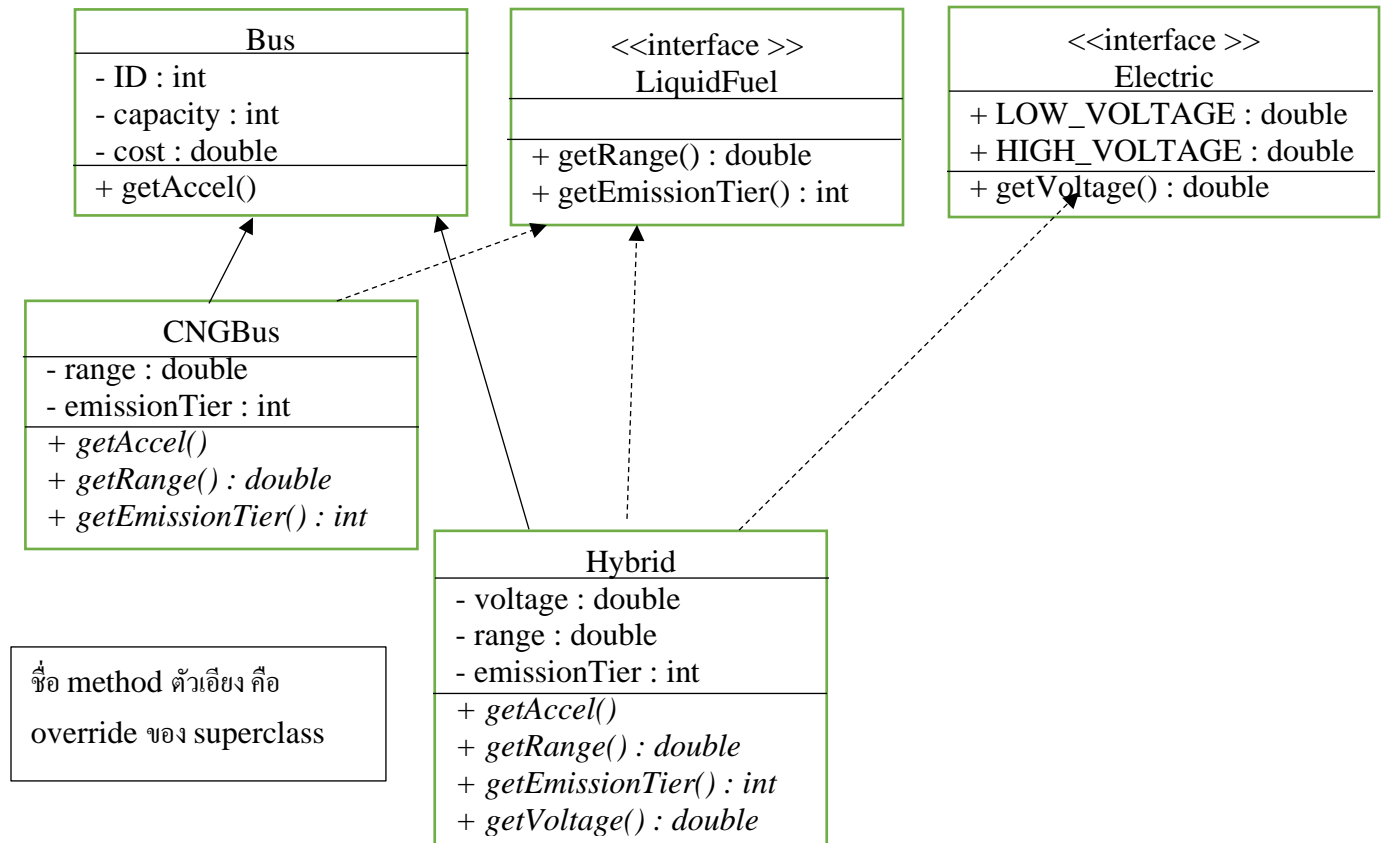 Bus
- ID : int
- capacity : int
- cost : double
+ getAccel()
<<interface >>
LiquidFuel
+ getRange() : double
+ getEmissionTier() : int
<<interface >>
Electric
+ LOW_VOLTAGE : double
+ HIGH_VOLTAGE : double
+ getVoltage() : double
CNGBus
- range : double
- emissionTier : int
+ getAccel()
+ getRange() : double
+ getEmissionTier() : int
Hybrid
- voltage : double
- range : double
- emissionTier : int
+ getAccel()
+ getRange() : double
+ getEmissionTier() : int
+ getVoltage() : double
ชื่อ method ตัวเอียง คือ
override ของ superclass